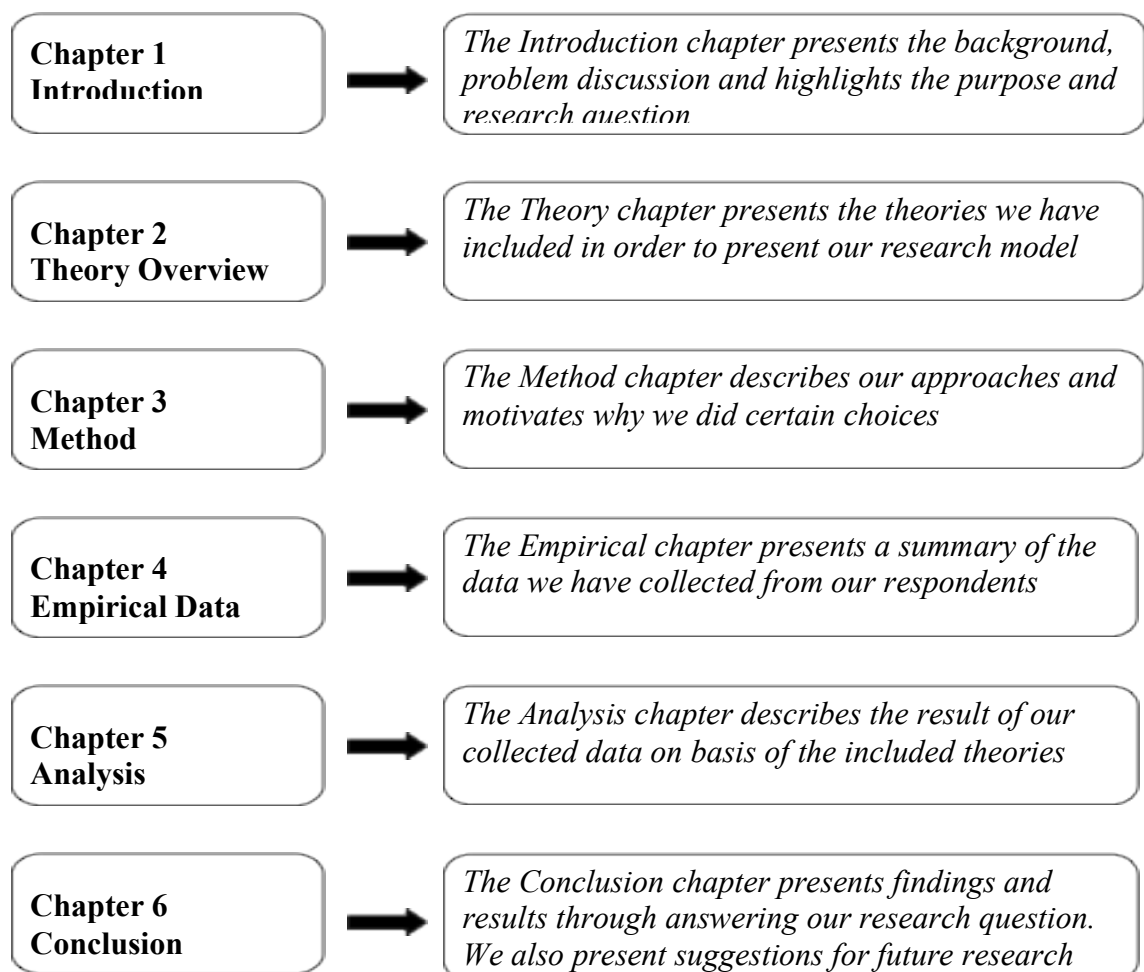 Chapter 1
Introduction
The Introduction chapter presents the background,
problem discussion and highlights the purpose and
research question
Chapter 2
Theory Overview
The Theory chapter presents the theories we have
included in order to present our research model
Chapter 3
Method
The Method chapter describes our approaches and
motivates why we did certain choices
Chapter 4
Empirical Data
The Empirical chapter presents a summary of the
data we have collected from our respondents
Chapter 5
Analysis
The Analysis chapter describes the result of our
collected data on basis of the included theories
Chapter 6
Conclusion
The Conclusion chapter presents findings and
results through answering our research question.
We also present suggestions for future research